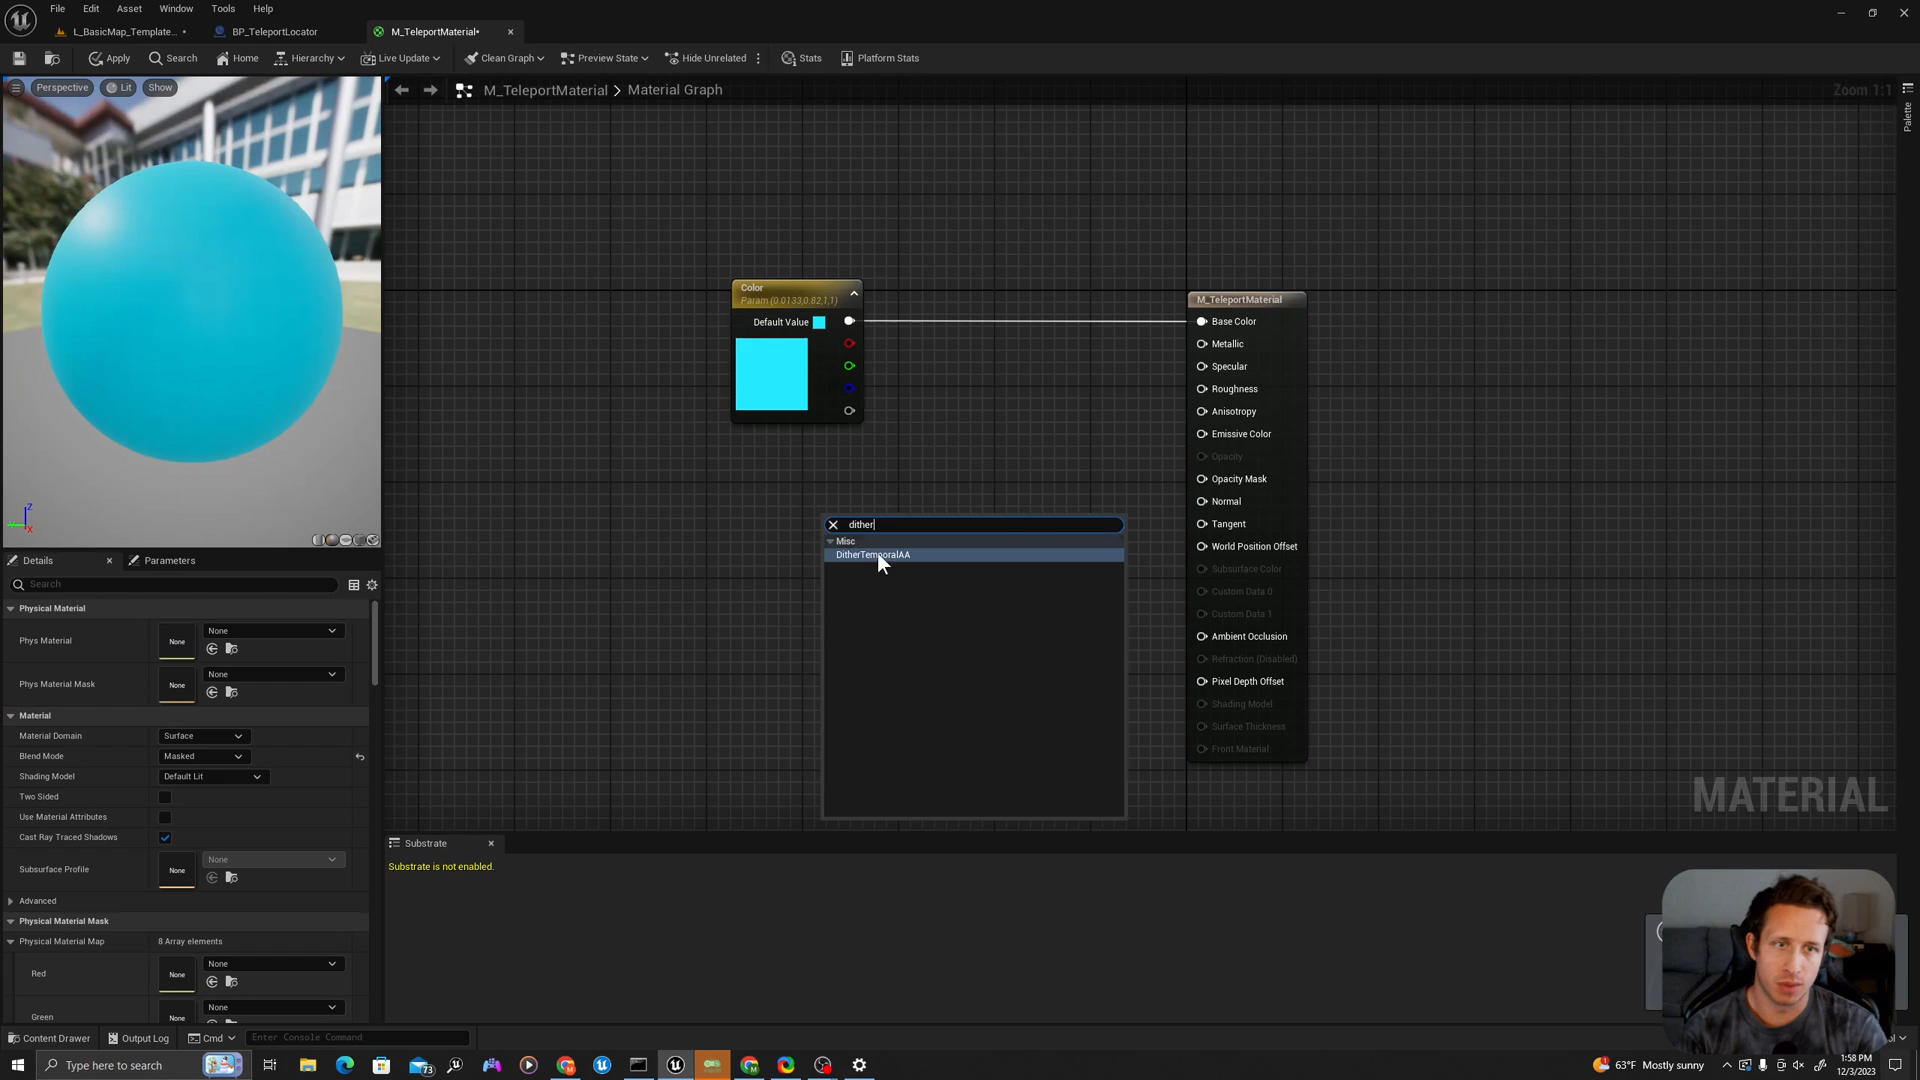 File Edit Asset Window Tools Help
L_BasicMap_Template... • BP_TeleportLocator M_TeleportMaterial•
Apply Search Home Hierarchy Live Update Clean Graph Preview State Hide Unrelated Stats Platform Stats
Perspective Lit Show
M_TeleportMaterial > Material Graph
Zoom 1:1
Palette
Color
Param (0.0133,0.82,1,1)
Default Value
M_TeleportMaterial
Base Color
Metallic
Specular
Roughness
Anisotropy
Emissive Color
Opacity
Opacity Mask
Normal
Tangent
World Position Offset
Subsurface Color
Custom Data 0
Custom Data 1
Ambient Occlusion
Refraction (Disabled)
Pixel Depth Offset
Shading Model
Surface Thickness
Front Material
dither
Misc
DitherTemporalAA
MATERIAL
Z
X
Details Parameters
Search
Physical Material
Phys Material None None
Phys Material Mask None None
Material
Material Domain Surface
Blend Mode Masked
Shading Model Default Lit
Two Sided
Use Material Attributes
Cast Ray Traced Shadows
Subsurface Profile None None
Advanced
Physical Material Mask
Physical Material Map 8 Array elements
Red None None
Green None None
Substrate
Substrate is not enabled.
Content Drawer Output Log Cmd Enter Console Command
Type here to search
73
63°F Mostly sunny
1:58 PM
12/3/2023